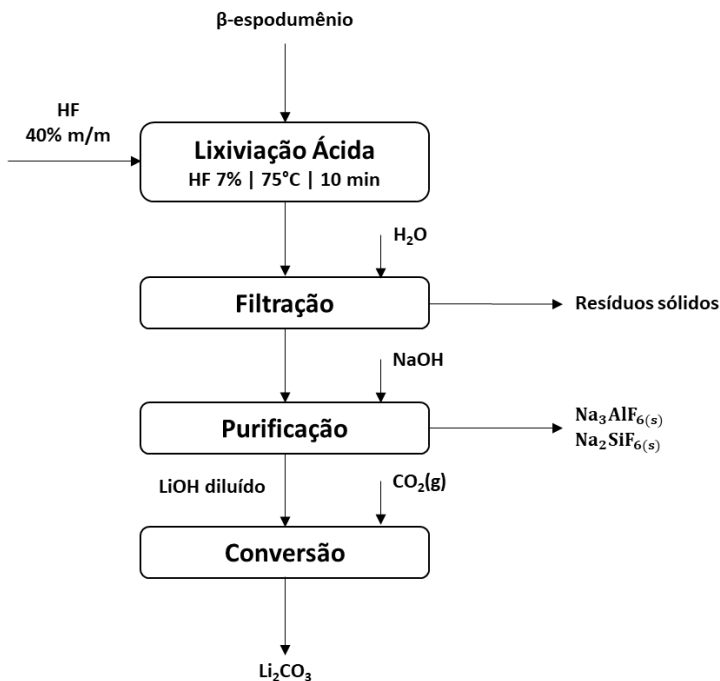 β-espodumênio
HF
40% m/m
Lixiviação Ácida
HF 7% | 75°C | 10 min
H₂O
Filtração
Resíduos sólidos
NaOH
Purificação
Na₃AlF₆₍ₛ₎
Na₂SiF₆₍ₛ₎
LiOH diluído
CO₂(g)
Conversão
Li₂CO₃